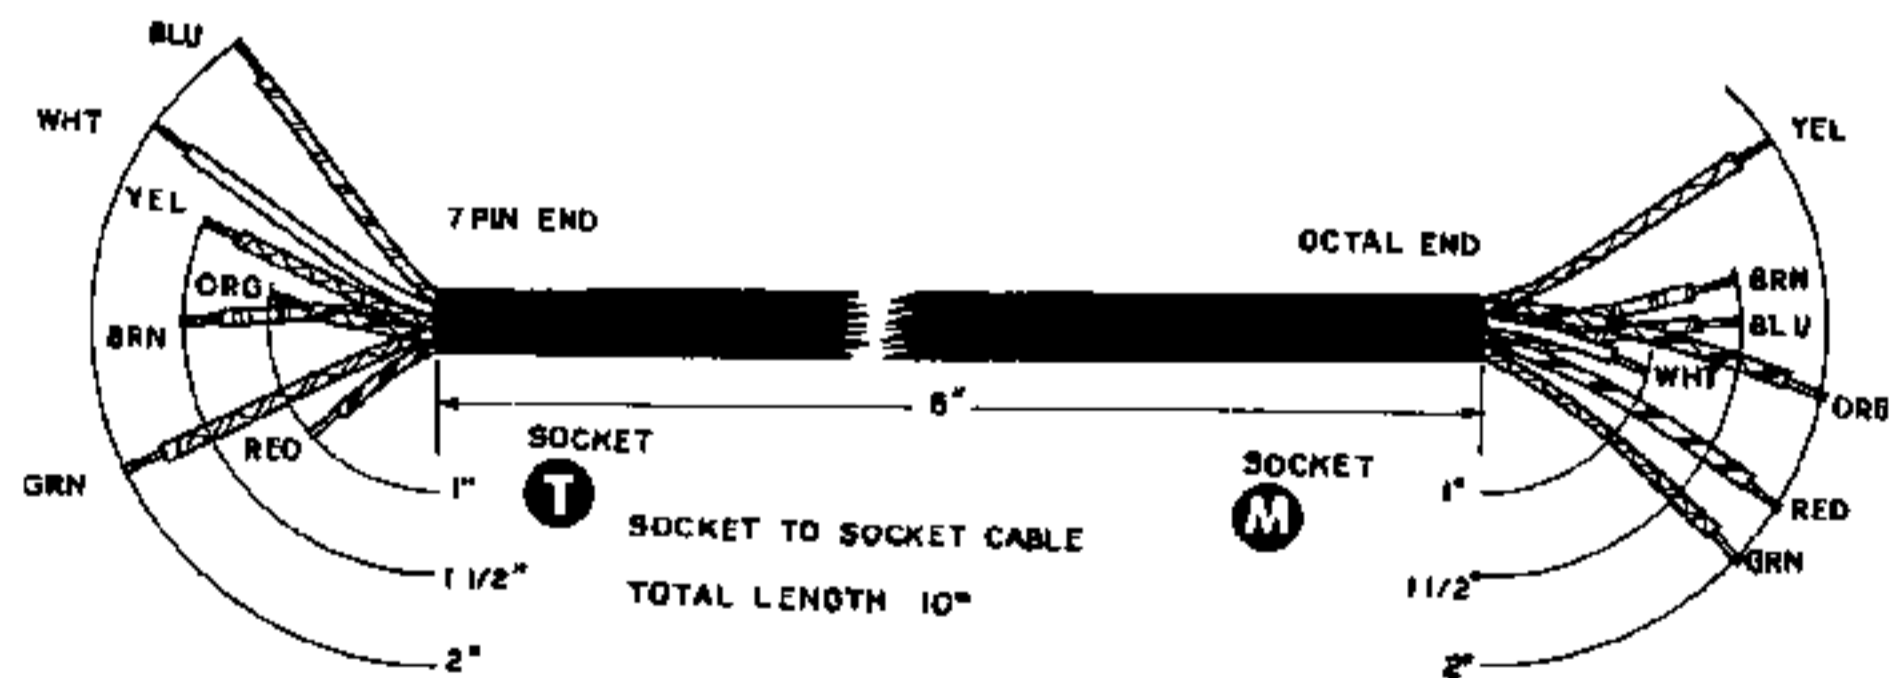 BLU
WHT
YEL
ORG
BRN
RED
GRN
7 PIN END
OCTAL END
YEL
BRN
BLU
WHT
ORG
RED
GRN
6"
SOCKET
T
SOCKET
M
1"
1 1/2"
2"
1"
1 1/2"
2"
SOCKET TO SOCKET CABLE
TOTAL LENGTH 10"